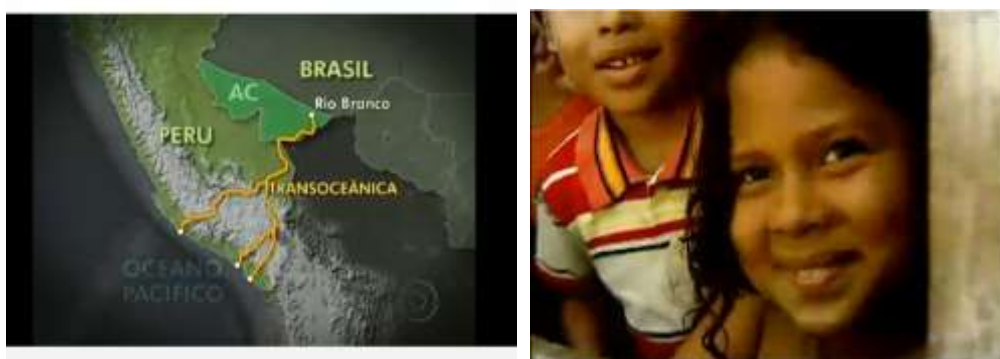 BRASIL
AC
Rio Branco
PERU
TRANSOCEÂNICA
OCEANO
PACÍFICO